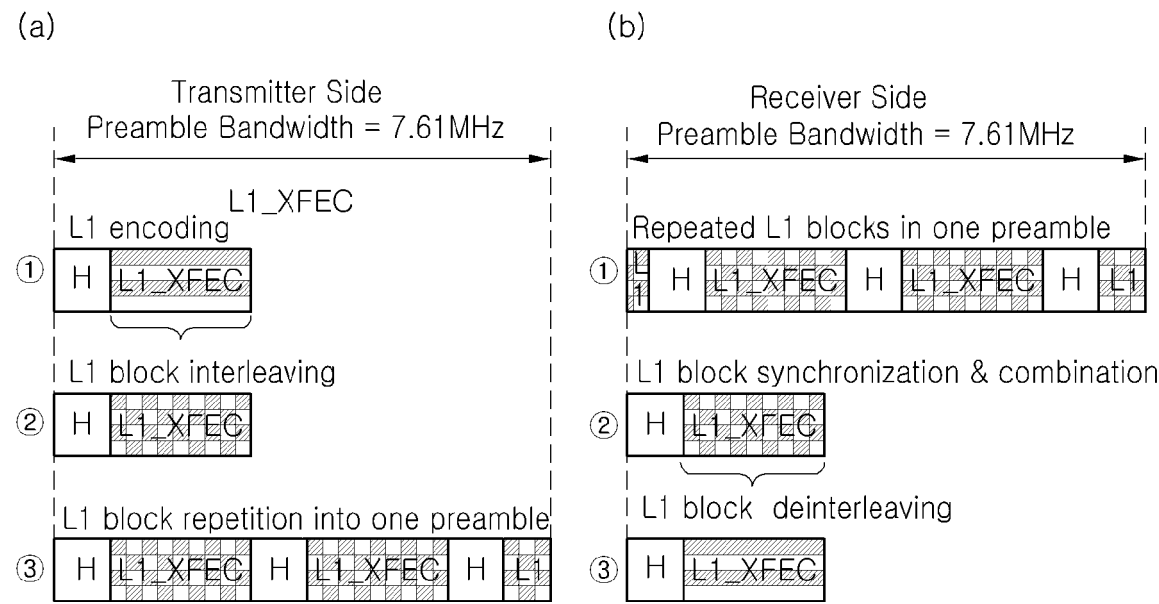 (a)
Transmitter Side
Preamble Bandwidth = 7.61MHz
L1_XFEC
L1 encoding
① H L1_XFEC
L1 block interleaving
② H L1_XFEC
L1 block repetition into one preamble
③ H L1_XFEC H L1_XFEC H L1
(b)
Receiver Side
Preamble Bandwidth = 7.61MHz
Repeated L1 blocks in one preamble
① L1 H L1_XFEC H L1_XFEC H L1
L1 block synchronization & combination
② H L1_XFEC
L1 block deinterleaving
③ H L1_XFEC